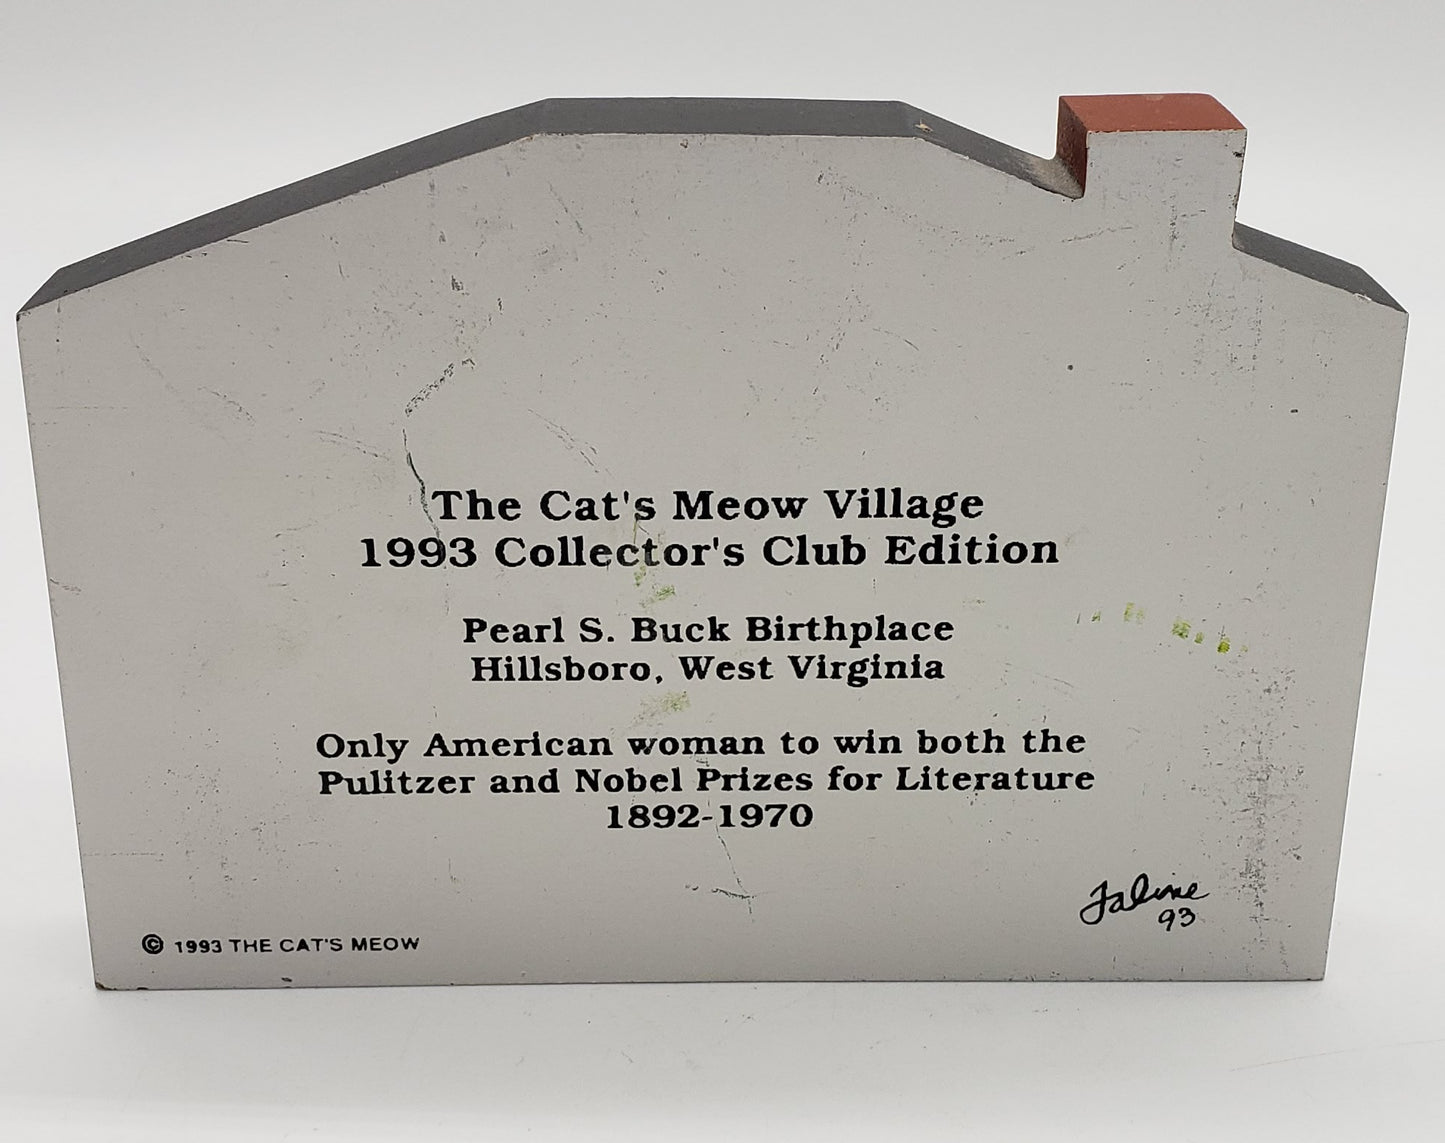 The Cat's Meow Village
1993 Collector's Club Edition
Pearl S. Buck Birthplace
Hillsboro, West Virginia
Only American woman to win both the
Pulitzer and Nobel Prizes for Literature
1892-1970
Faline
93
© 1993 THE CAT'S MEOW